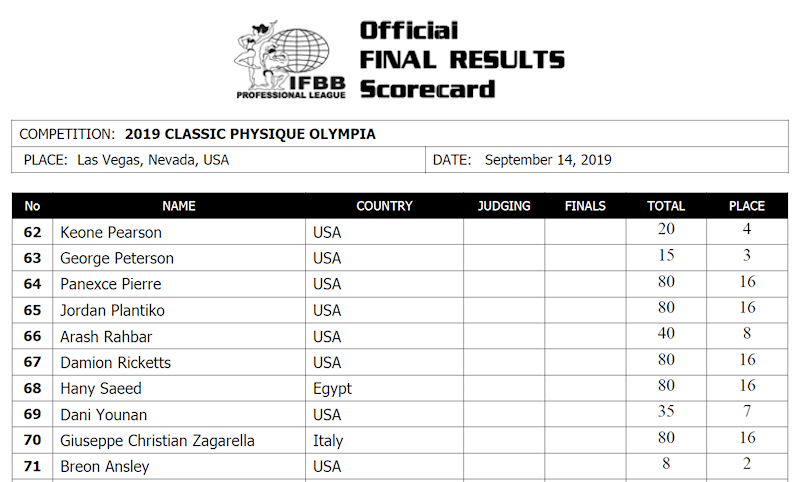 Official
FINAL RESULTS
Scorecard
IFBB
PROFESSIONAL LEAGUE
COMPETITION: 2019 CLASSIC PHYSIQUE OLYMPIA
PLACE: Las Vegas, Nevada, USA DATE: September 14, 2019
No NAME COUNTRY JUDGING FINALS TOTAL PLACE
62 Keone Pearson USA 20 4
63 George Peterson USA 15 3
64 Panexce Pierre USA 80 16
65 Jordan Plantiko USA 80 16
66 Arash Rahbar USA 40 8
67 Damion Ricketts USA 80 16
68 Hany Saeed Egypt 80 16
69 Dani Younan USA 35 7
70 Giuseppe Christian Zagarella Italy 80 16
71 Breon Ansley USA 8 2